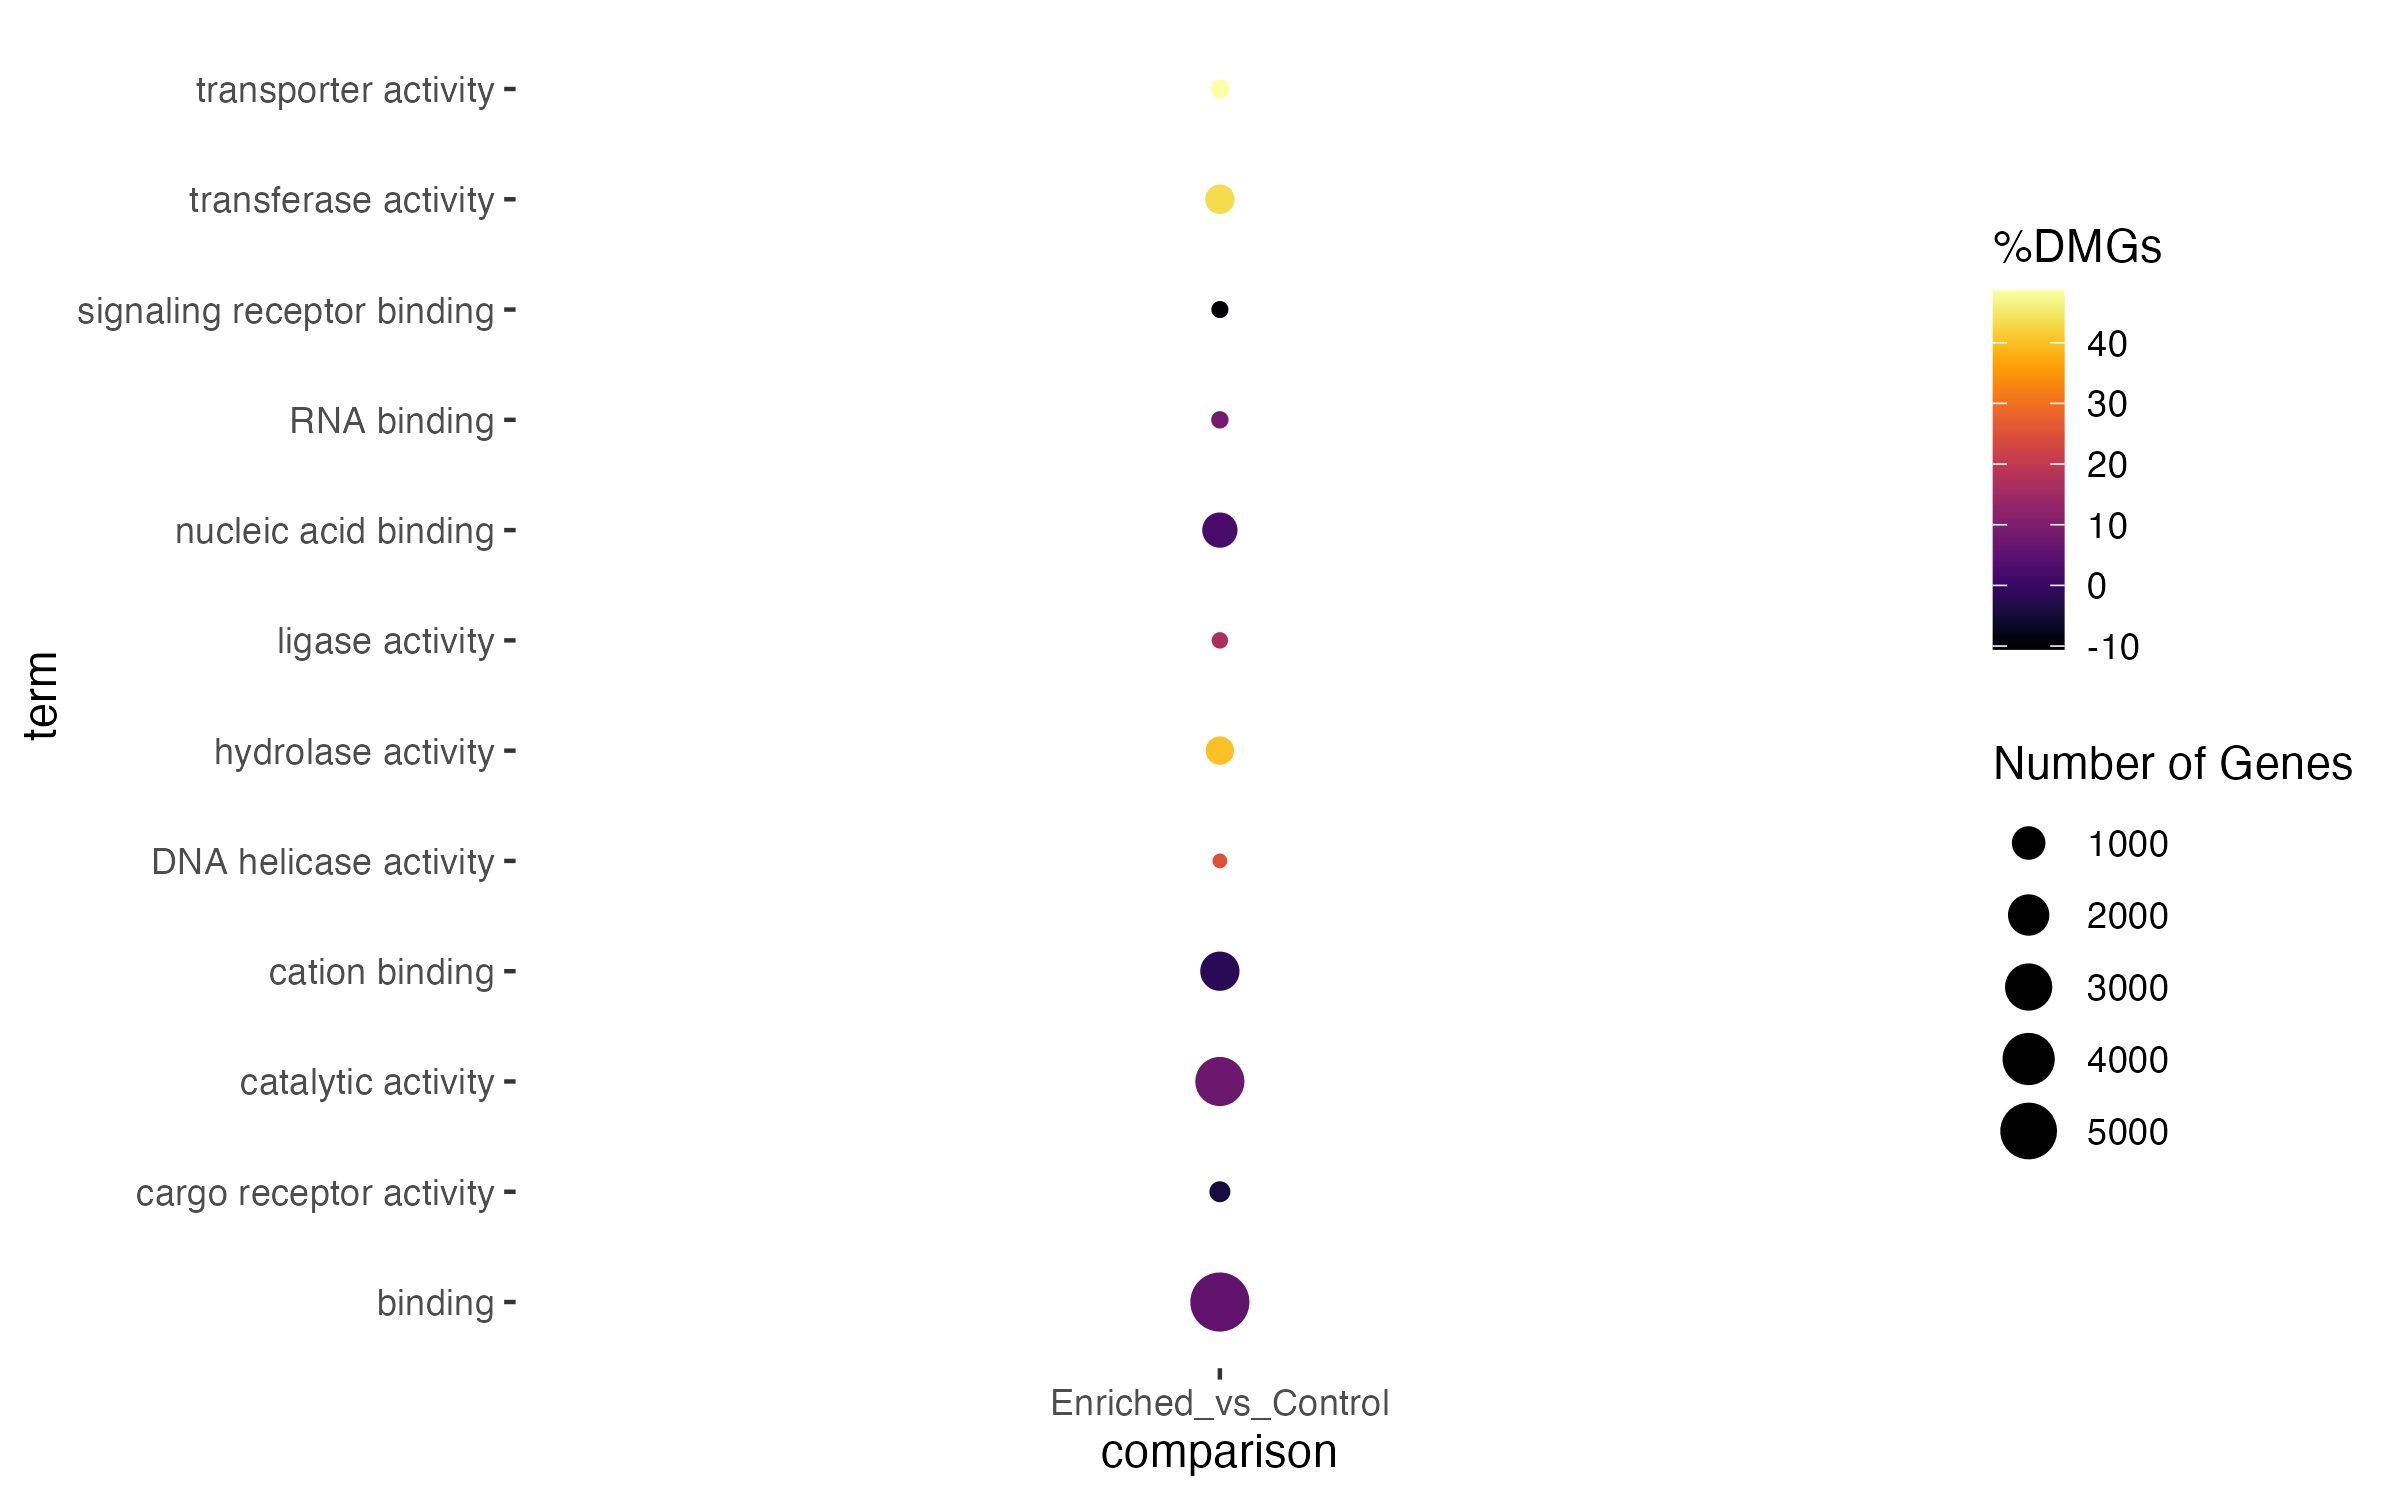 transporter activity
transferase activity
signaling receptor binding
RNA binding
nucleic acid binding
ligase activity
hydrolase activity
DNA helicase activity
cation binding
catalytic activity
cargo receptor activity
binding
term
Enriched_vs_Control
comparison
%DMGs
40
30
20
10
0
-10
Number of Genes
1000
2000
3000
4000
5000